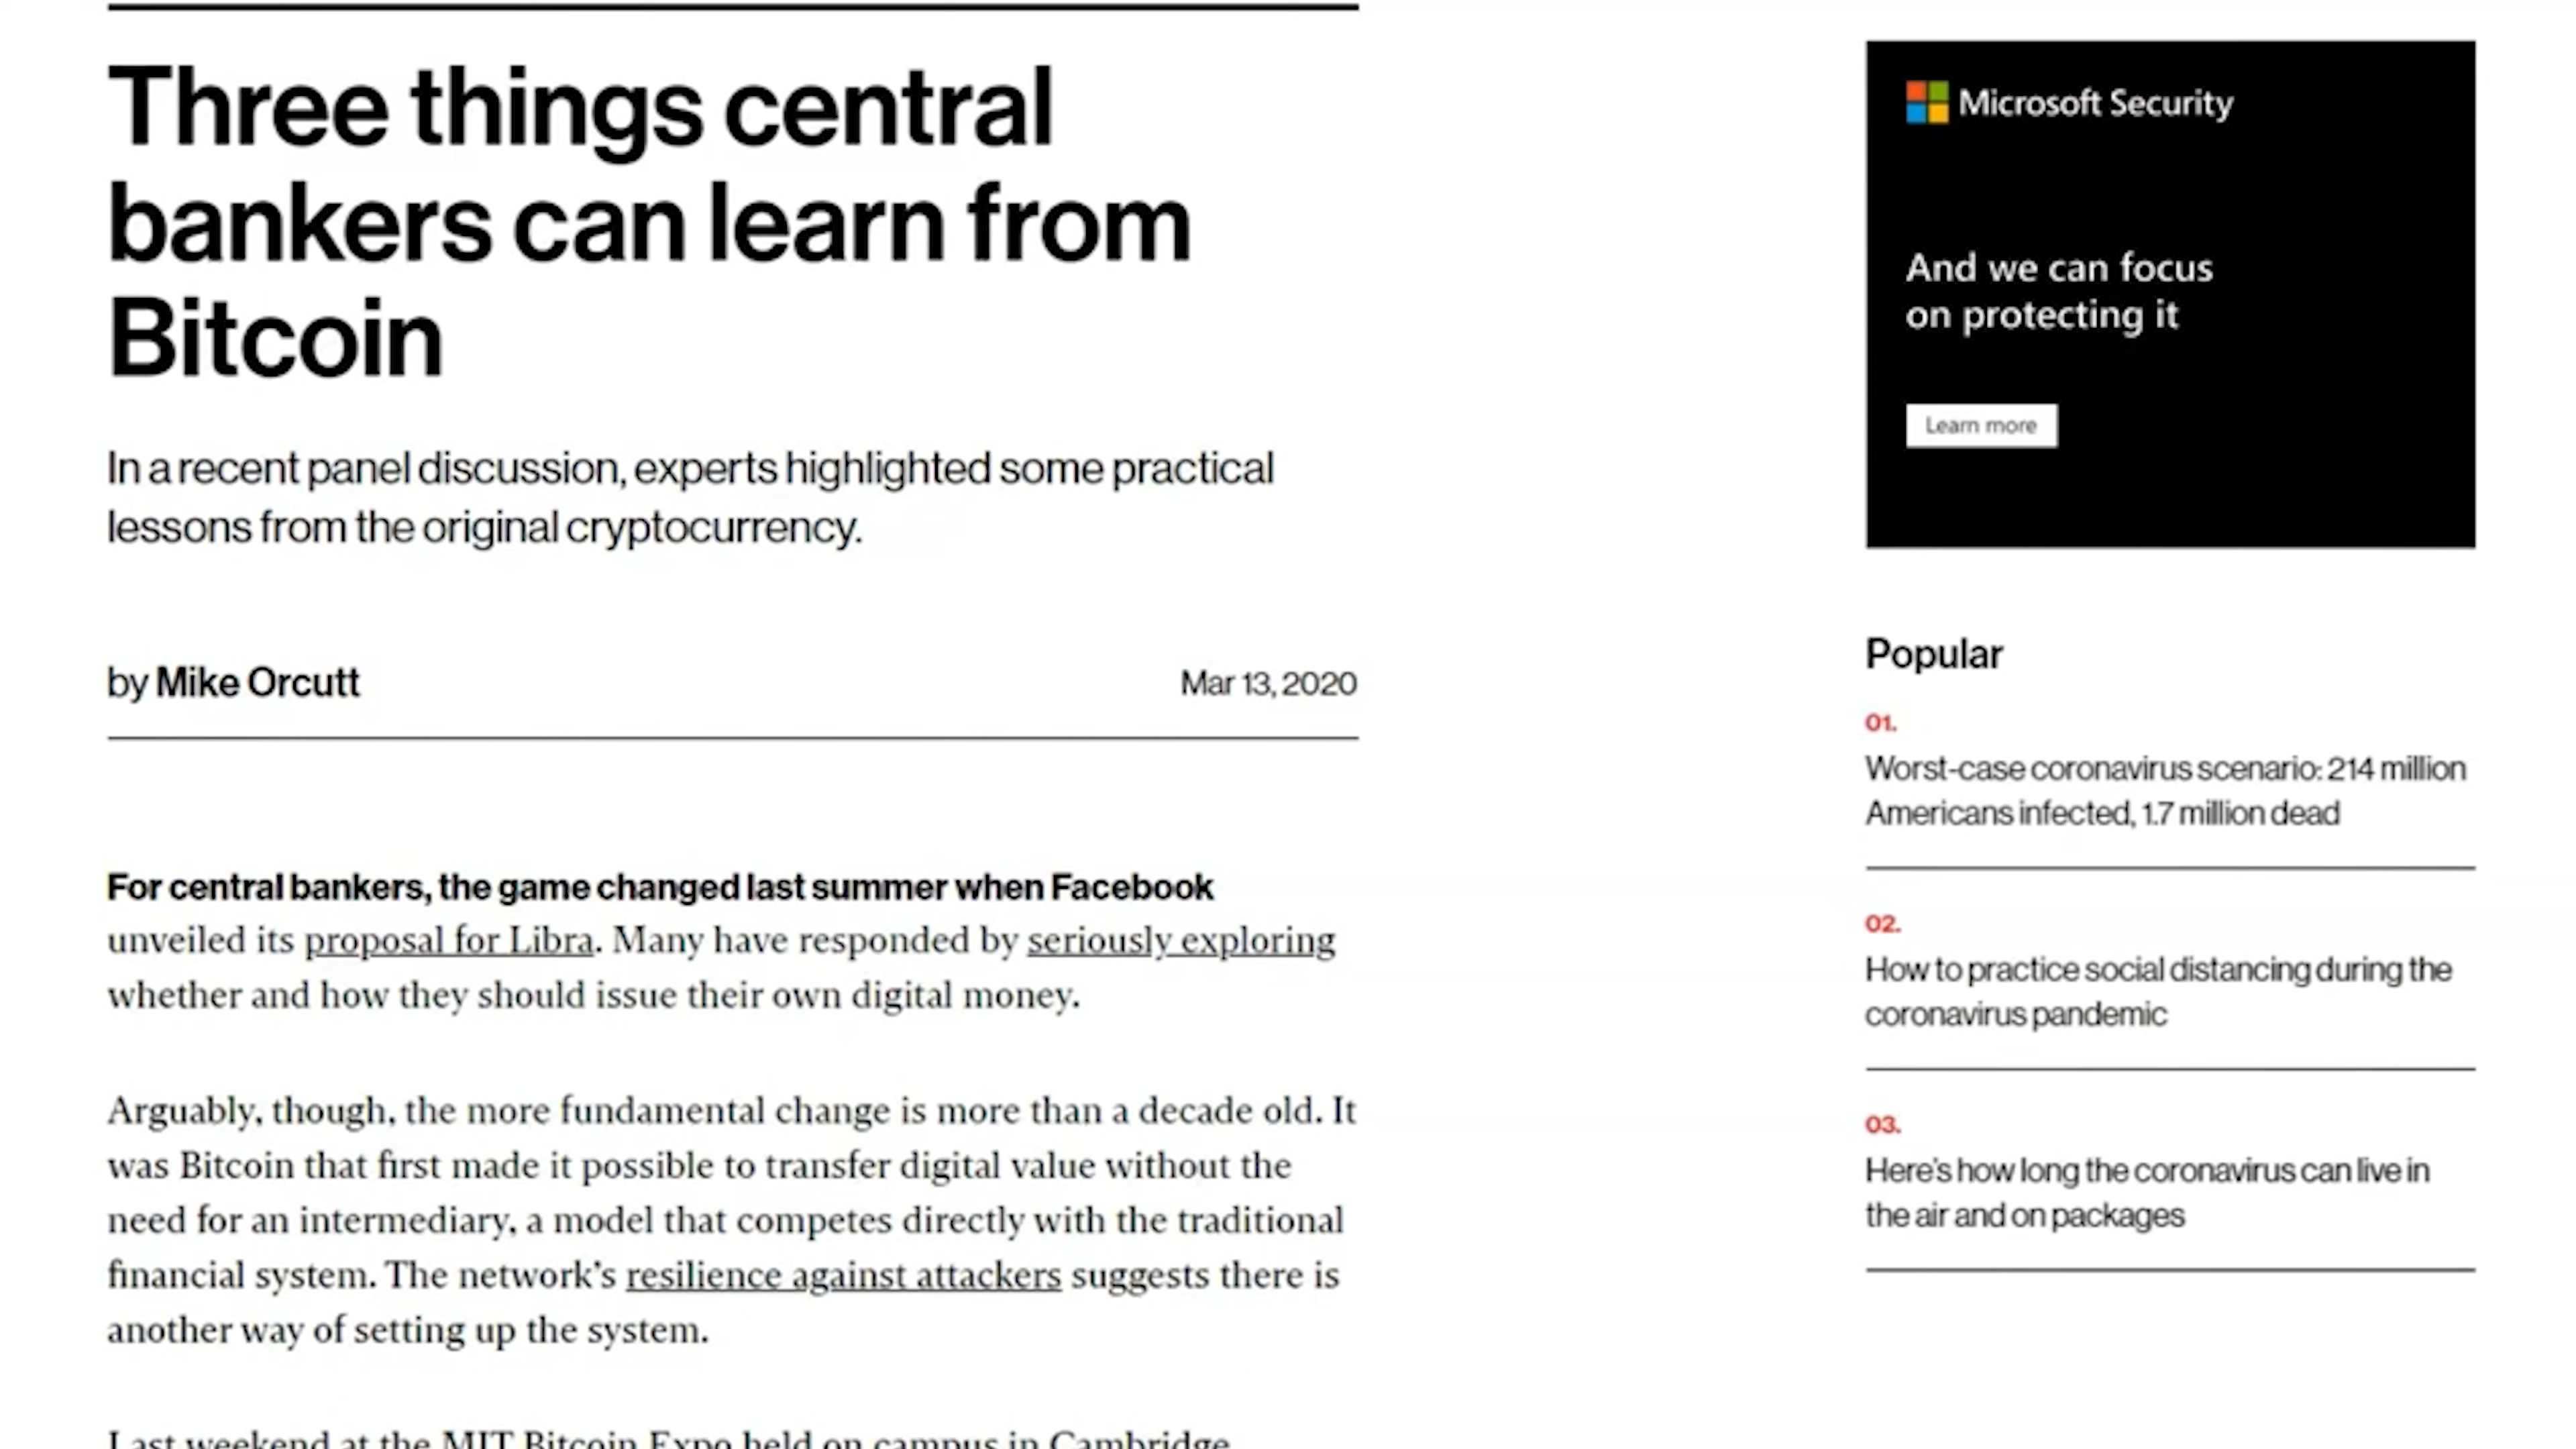 Three things central
bankers can learn from
Bitcoin
In a recent panel discussion, experts highlighted some practical
lessons from the original cryptocurrency.
by Mike Orcutt
Mar 13, 2020
For central bankers, the game changed last summer when Facebook
unveiled its proposal for Libra. Many have responded by seriously exploring
whether and how they should issue their own digital money.
Arguably, though, the more fundamental change is more than a decade old. It
was Bitcoin that first made it possible to transfer digital value without the
need for an intermediary, a model that competes directly with the traditional
financial system. The network's resilience against attackers suggests there is
another way of setting up the system.
Last weekend at the MIT Bitcoin Expo held on campus in Cambridge,
Microsoft Security
And we can focus
on protecting it
Learn more
Popular
01.
Worst-case coronavirus scenario: 214 million
Americans infected, 1.7 million dead
02.
How to practice social distancing during the
coronavirus pandemic
03.
Here's how long the coronavirus can live in
the air and on packages